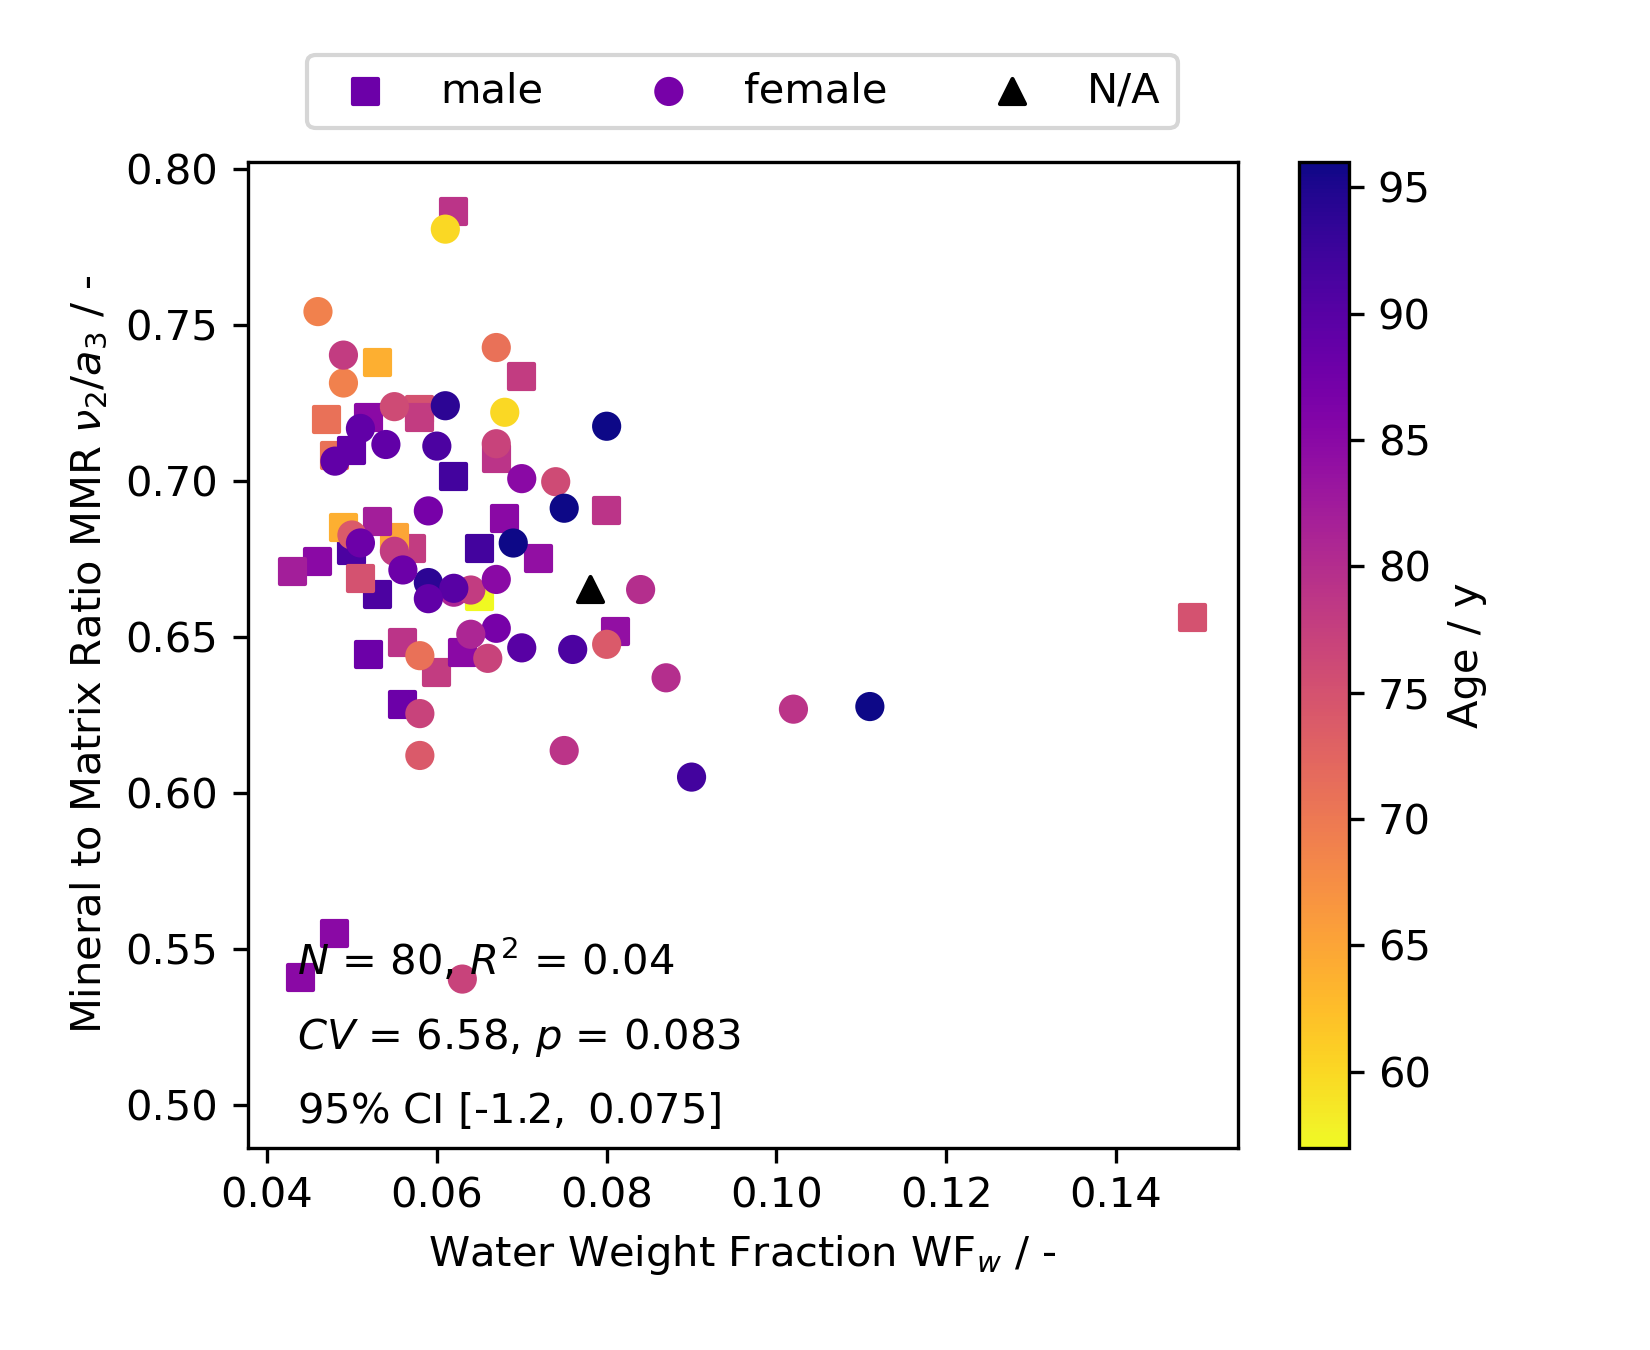 male female N/A
0.80
0.75
0.70
0.65
0.60
0.55
0.50
Mineral to Matrix Ratio MMR ν₂/a₃ / -
N = 80, R² = 0.04
CV = 6.58, p = 0.083
95% CI [-1.2, 0.075]
0.04 0.06 0.08 0.10 0.12 0.14
Water Weight Fraction WF_w / -
95
90
85
80
75
70
65
60
Age / y